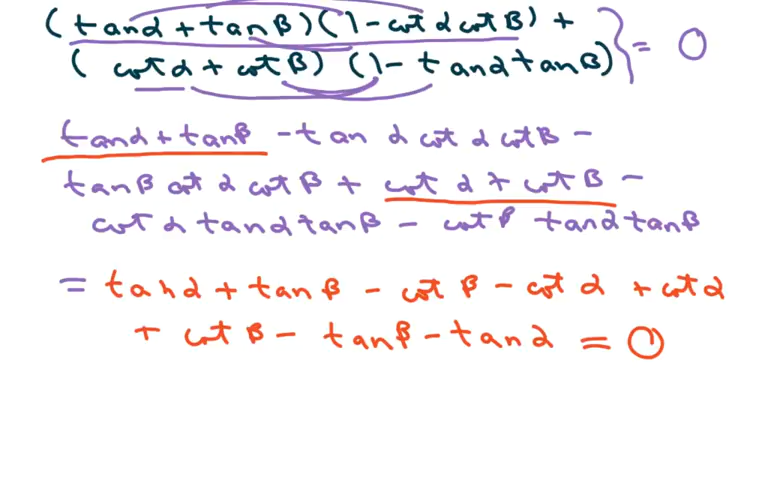 (tanα + tanβ)(1 - cotα cotβ) +
(cotα + cotβ)(1 - tanα tanβ)} = 0
tanα + tanβ - tanα cotα cotβ -
tanβ cotα cotβ + cotα + cotβ -
cotα tanα tanβ - cotβ tanα tanβ
= tanα + tanβ - cotβ - cotα + cotα
+ cotβ - tanβ - tanα = 0